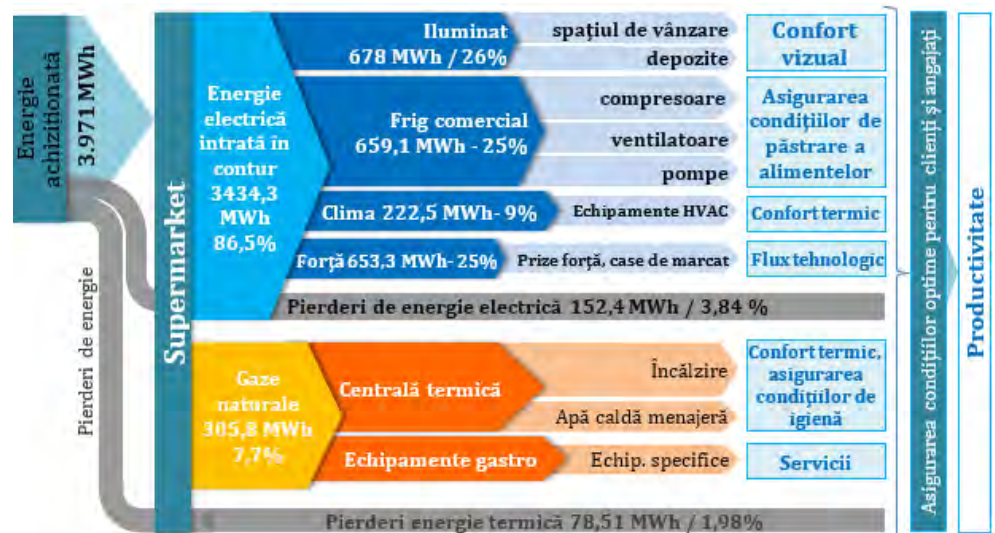 Energie
achiziționată
3.971 MWh
Pierderi de energie
Supermarket
Energie
electrică
intrată în
contur
3434,3
MWh
86,5%
Iluminat
678 MWh / 26%
spațiul de vânzare
depozite
Confort
vizual
Frig comercial
659,1 MWh - 25%
compresoare
ventilatoare
pompe
Asigurarea
condițiilor de
păstrare a
alimentelor
Clima 222,5 MWh- 9%
Echipamente HVAC
Confort termic
Forță 653,3 MWh- 25%
Prize forță, case de marcat
Flux tehnologic
Pierderi de energie electrică 152,4 MWh / 3,84 %
Gaze
naturale
305,8 MWh
7,7%
Centrală termică
Încălzire
Apă caldă menajeră
Confort termic,
asigurarea
condițiilor de
igienă
Echipamente gastro
Echip. specifice
Servicii
Pierderi energie termică 78,51 MWh / 1,98%
Asigurarea condițiilor optime pentru clienți și angajați
Productivitate